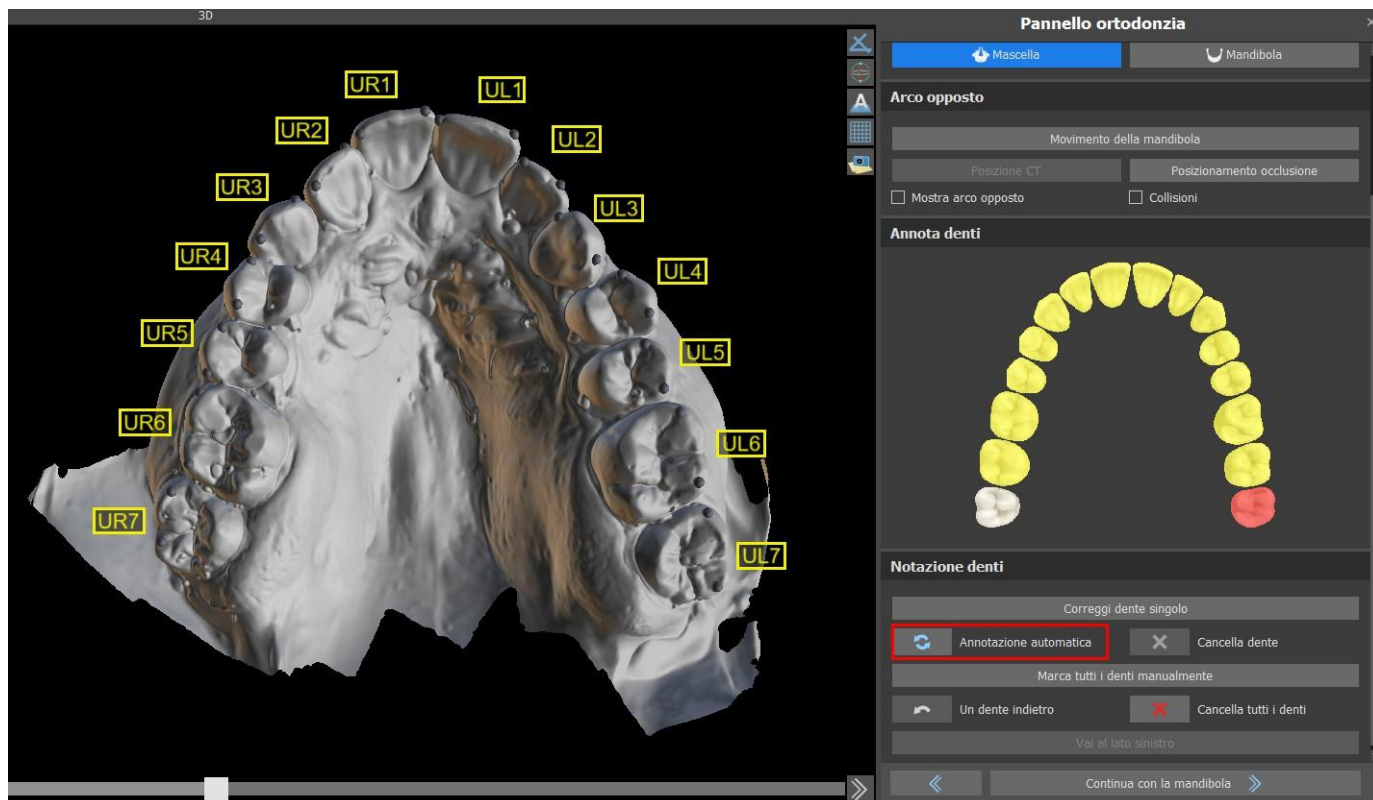 3D
UR1
UL1
UR2
UL2
UR3
UL3
UR4
UL4
UR5
UL5
UR6
UL6
UR7
UL7
Pannello ortodonzia
Mascella
Mandibola
Arco opposto
Movimento della mandibola
Posizione CT
Posizionamento occlusione
Mostra arco opposto
Collisioni
Annota denti
Notazione denti
Correggi dente singolo
Annotazione automatica
Cancella dente
Marca tutti i denti manualmente
Un dente indietro
Cancella tutti i denti
Vai al lato sinistro
Continua con la mandibola